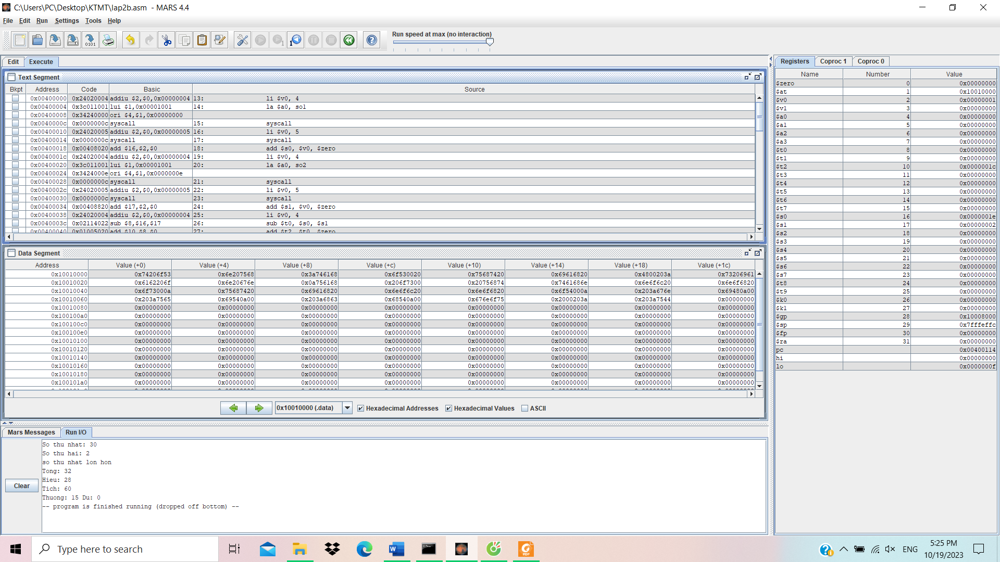 C:\Users\PC\Desktop\KTMT\lap2b.asm - MARS 4.4
File Edit Run Settings Tools Help
Run speed at max (no interaction)
Edit Execute
Text Segment
Bkpt Address Code Basic Source
0x00400000 0x24020004 addiu $2,$0,0x00000004 13: li $v0, 4
0x00400004 0x3c011001 lui $1,0x00001001 14: la $a0, so1
0x00400008 0x34240000 ori $4,$1,0x00000000
0x0040000c 0x0000000c syscall 15: syscall
0x00400010 0x24020005 addiu $2,$0,0x00000005 16: li $v0, 5
0x00400014 0x0000000c syscall 17: syscall
0x00400018 0x00408020 add $16,$2,$0 18: add $s0, $v0, $zero
0x0040001c 0x24020004 addiu $2,$0,0x00000004 19: li $v0, 4
0x00400020 0x3c011001 lui $1,0x00001001 20: la $a0, so2
0x00400024 0x3424000e ori $4,$1,0x0000000e
0x00400028 0x0000000c syscall 21: syscall
0x0040002c 0x24020005 addiu $2,$0,0x00000005 22: li $v0, 5
0x00400030 0x0000000c syscall 23: syscall
0x00400034 0x00408820 add $17,$2,$0 24: add $s1, $v0, $zero
0x00400038 0x24020004 addiu $2,$0,0x00000004 25: li $v0, 4
0x0040003c 0x02114022 sub $8,$16,$17 26: sub $t0, $s0, $s1
0x00400040 0x01005020 add $10,$8,$0 27: add $t2, $t0, $zero
Data Segment
Address Value (+0) Value (+4) Value (+8) Value (+c) Value (+10) Value (+14) Value (+18) Value (+1c)
0x10010000 0x74206f53 0x6e207568 0x3a746168 0x6f530020 0x75687420 0x69616820 0x4800203a 0x73206961
0x10010020 0x6162206f 0x6e20676e 0x0a756168 0x206f7300 0x20756874 0x7461686e 0x6e6f6c20 0x6e6f6820
0x10010040 0x6f73000a 0x75687420 0x69616820 0x6e6f6c20 0x6e6f6820 0x6f54000a 0x203a676e 0x69480a00
0x10010060 0x203a7565 0x69540a00 0x203a6863 0x68540a00 0x676e6f75 0x2000203a 0x203a7544 0x00000000
0x10010080 0x00000000 0x00000000 0x00000000 0x00000000 0x00000000 0x00000000 0x00000000 0x00000000
0x100100a0 0x00000000 0x00000000 0x00000000 0x00000000 0x00000000 0x00000000 0x00000000 0x00000000
0x100100c0 0x00000000 0x00000000 0x00000000 0x00000000 0x00000000 0x00000000 0x00000000 0x00000000
0x100100e0 0x00000000 0x00000000 0x00000000 0x00000000 0x00000000 0x00000000 0x00000000 0x00000000
0x10010100 0x00000000 0x00000000 0x00000000 0x00000000 0x00000000 0x00000000 0x00000000 0x00000000
0x10010120 0x00000000 0x00000000 0x00000000 0x00000000 0x00000000 0x00000000 0x00000000 0x00000000
0x10010140 0x00000000 0x00000000 0x00000000 0x00000000 0x00000000 0x00000000 0x00000000 0x00000000
0x10010160 0x00000000 0x00000000 0x00000000 0x00000000 0x00000000 0x00000000 0x00000000 0x00000000
0x10010180 0x00000000 0x00000000 0x00000000 0x00000000 0x00000000 0x00000000 0x00000000 0x00000000
0x100101a0 0x00000000 0x00000000 0x00000000 0x00000000 0x00000000 0x00000000 0x00000000 0x00000000
0x10010000 (.data) Hexadecimal Addresses Hexadecimal Values ASCII
Mars Messages Run I/O
Clear
So thu nhat: 30
So thu hai: 2
so thu nhat lon hon
Tong: 32
Hieu: 28
Tich: 60
Thuong: 15 Du: 0
-- program is finished running (dropped off bottom) --
Registers Coproc 1 Coproc 0
Name Number Value
$zero 0 0x00000000
$at 1 0x10010000
$v0 2 0x00000001
$v1 3 0x00000000
$a0 4 0x00000000
$a1 5 0x00000000
$a2 6 0x00000000
$a3 7 0x00000000
$t0 8 0x00000000
$t1 9 0x00000000
$t2 10 0x0000001c
$t3 11 0x00000000
$t4 12 0x00000000
$t5 13 0x00000000
$t6 14 0x00000000
$t7 15 0x00000000
$s0 16 0x0000001e
$s1 17 0x00000002
$s2 18 0x00000000
$s3 19 0x00000000
$s4 20 0x00000000
$s5 21 0x00000000
$s6 22 0x00000000
$s7 23 0x00000000
$t8 24 0x00000000
$t9 25 0x00000000
$k0 26 0x00000000
$k1 27 0x00000000
$gp 28 0x10008000
$sp 29 0x7fffeffc
$fp 30 0x00000000
$ra 31 0x00000000
pc 0x00400114
hi 0x00000000
lo 0x0000000f
Type here to search
ENG
5:25 PM
10/19/2023